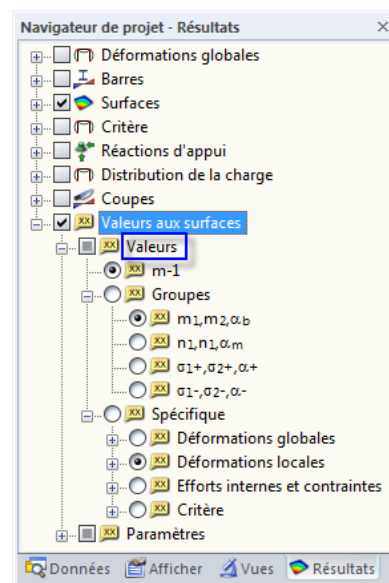 Navigateur de projet - Résultats
Déformations globales
Barres
Surfaces
Critère
Réactions d'appui
Distribution de la charge
Coupes
Valeurs aux surfaces
Valeurs
m-1
Groupes
m1,m2,αb
n1,n1,αm
σ1+,σ2+,α+
σ1-,σ2-,α-
Spécifique
Déformations globales
Déformations locales
Efforts internes et contraintes
Critère
Paramètres
Données Afficher Vues Résultats